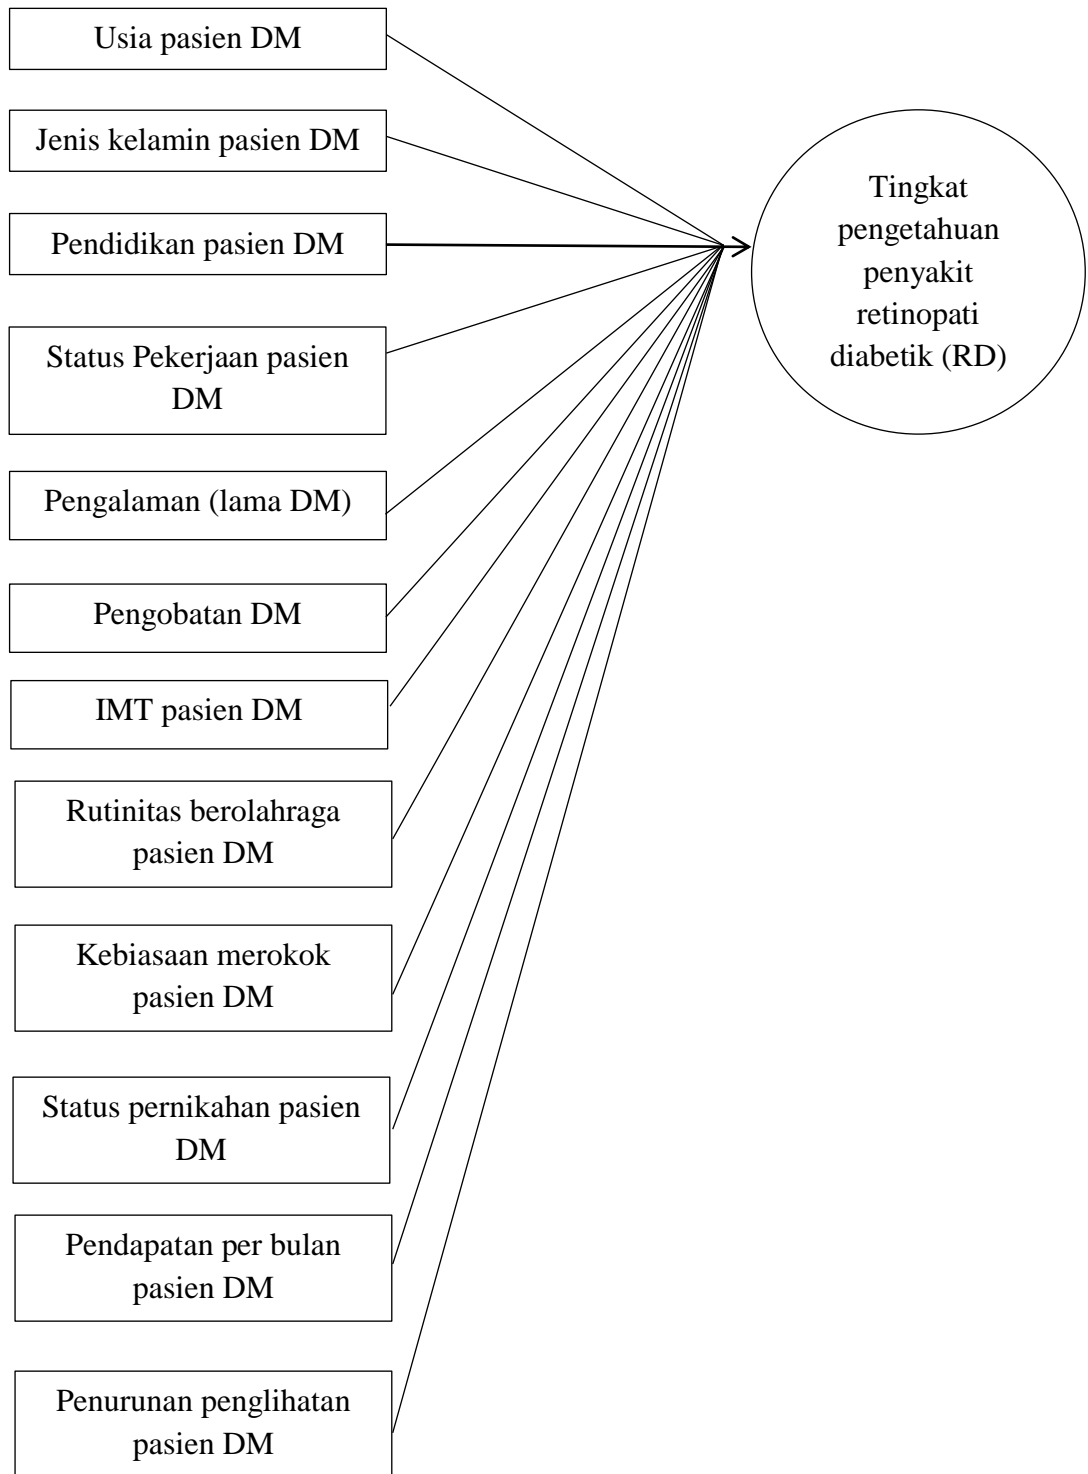 Usia pasien DM
Jenis kelamin pasien DM
Pendidikan pasien DM
Status Pekerjaan pasien
DM
Pengalaman (lama DM)
Pengobatan DM
IMT pasien DM
Rutinitas berolahraga
pasien DM
Kebiasaan merokok
pasien DM
Status pernikahan pasien
DM
Pendapatan per bulan
pasien DM
Penurunan penglihatan
pasien DM
Tingkat
pengetahuan
penyakit
retinopati
diabetik (RD)